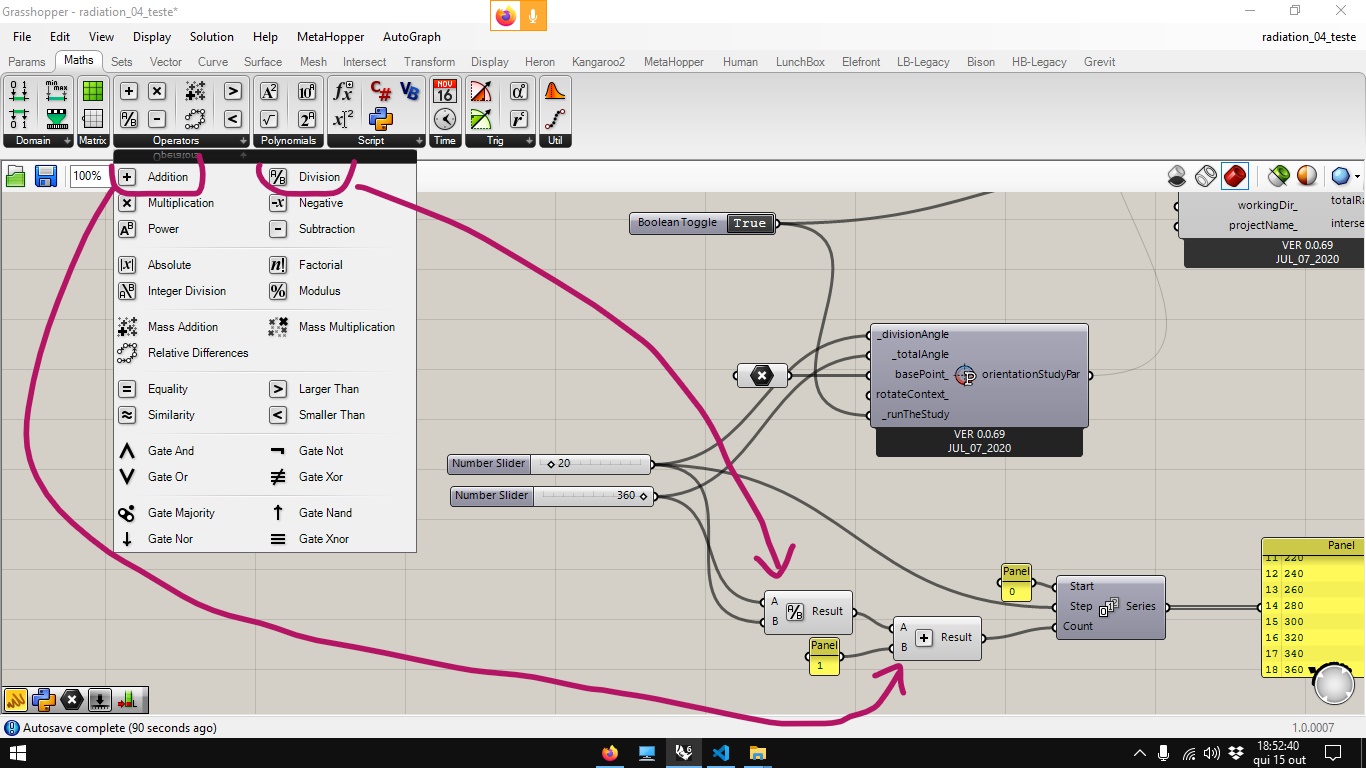 Grasshopper - radiation_04_teste*
File Edit View Display Solution Help MetaHopper AutoGraph radiation_04_teste
Params Maths Sets Vector Curve Surface Mesh Intersect Transform Display Heron Kangaroo2 MetaHopper Human LunchBox Elefront LB-Legacy Bison HB-Legacy Grevit
Domain Matrix Operators Polynomials Script Time Trig Util
100%
Addition Division
Multiplication Negative
Power Subtraction
Absolute Factorial
Integer Division Modulus
Mass Addition Mass Multiplication
Relative Differences
Equality Larger Than
Similarity Smaller Than
Gate And Gate Not
Gate Or Gate Xor
Gate Majority Gate Nand
Gate Nor Gate Xnor
BooleanToggle True
workingDir_ totalRa
projectName_ interse
VER 0.0.69
JUL_07_2020
_divisionAngle
_totalAngle
basePoint_ orientationStudyPar
rotateContext_
_runTheStudy
VER 0.0.69
JUL_07_2020
Number Slider 20
Number Slider 360
A
B
Result
Panel
1
A
B
Result
Panel
0
Start
Step Series
Count
Panel
11 220
12 240
13 260
14 280
15 300
16 320
17 340
18 360
Autosave complete (90 seconds ago) 1.0.0007
18:52:40
qui 15 out